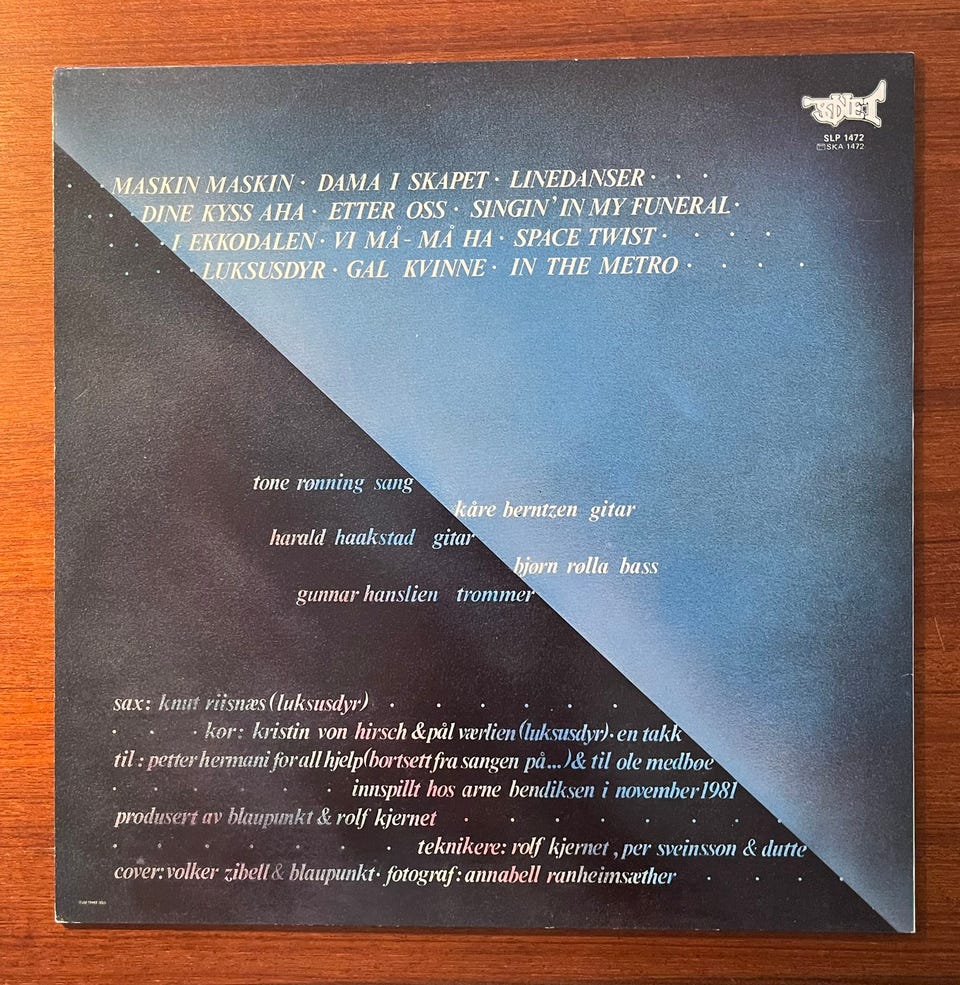 SONET
SLP 1472
SKA 1472
MASKIN MASKIN · DAMA I SKAPET · LINEDANSER · · ·
· · DINE KYSS AHA · ETTER OSS · SINGIN' IN MY FUNERAL ·
· · · I EKKODALEN · VI MÅ - MÅ HA · SPACE TWIST · · · · ·
· · · · LUKSUSDYR · GAL KVINNE · IN THE METRO · · · · ·
tone rønning sang
kåre berntzen gitar
harald haakstad gitar
bjørn rølla bass
gunnar hanslien trommer
sax: knut riisnæs (luksusdyr) · · · · · ·
· · · kor: kristin von hirsch & pål værlien (luksusdyr) · en takk
til : petter hermani for all hjelp (bortsett fra sangen på...) & til ole medbøe
· · · · · · innspillt hos arne bendiksen i november 1981
produsert av blaupunkt & rolf kjernet · · · · · · · ·
· · · · · · · teknikere: rolf kjernet, per sveinsson & dutte
cover: volker zibell & blaupunkt · fotograf: annabell ranheimsæther · · · ·